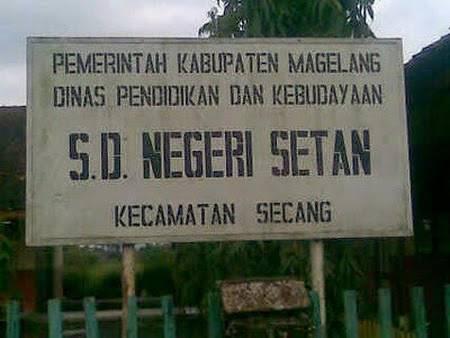 PEMERINTAH KABUPATEN MAGELANG
DINAS PENDIDIKAN DAN KEBUDAYAAN
S.D. NEGERI SETAN
KECAMATAN SECANG